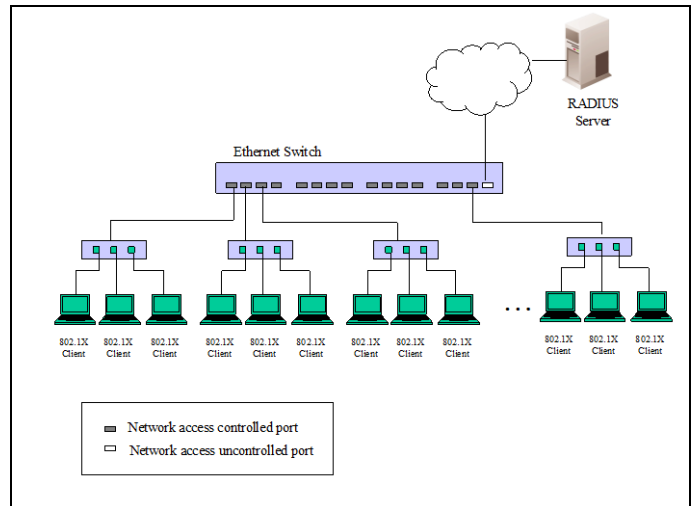 RADIUS
Server
Ethernet Switch
802.1X
Client
802.1X
Client
802.1X
Client
802.1X
Client
802.1X
Client
802.1X
Client
802.1X
Client
802.1X
Client
802.1X
Client
...
802.1X
Client
802.1X
Client
802.1X
Client
Network access controlled port
Network access uncontrolled port